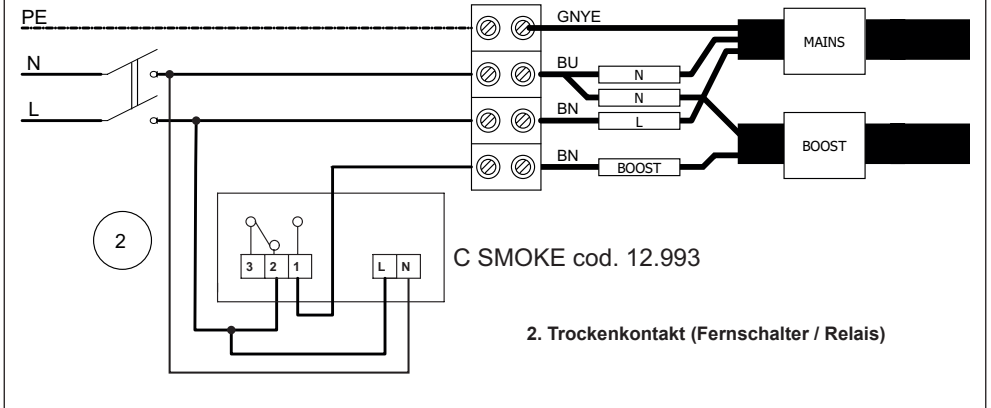 PE
GNYE
MAINS
N
BU
N
N
L
BN
L
BOOST
BN
BOOST
2
3 2 1
L N
C SMOKE cod. 12.993
2. Trockenkontakt (Fernschalter / Relais)